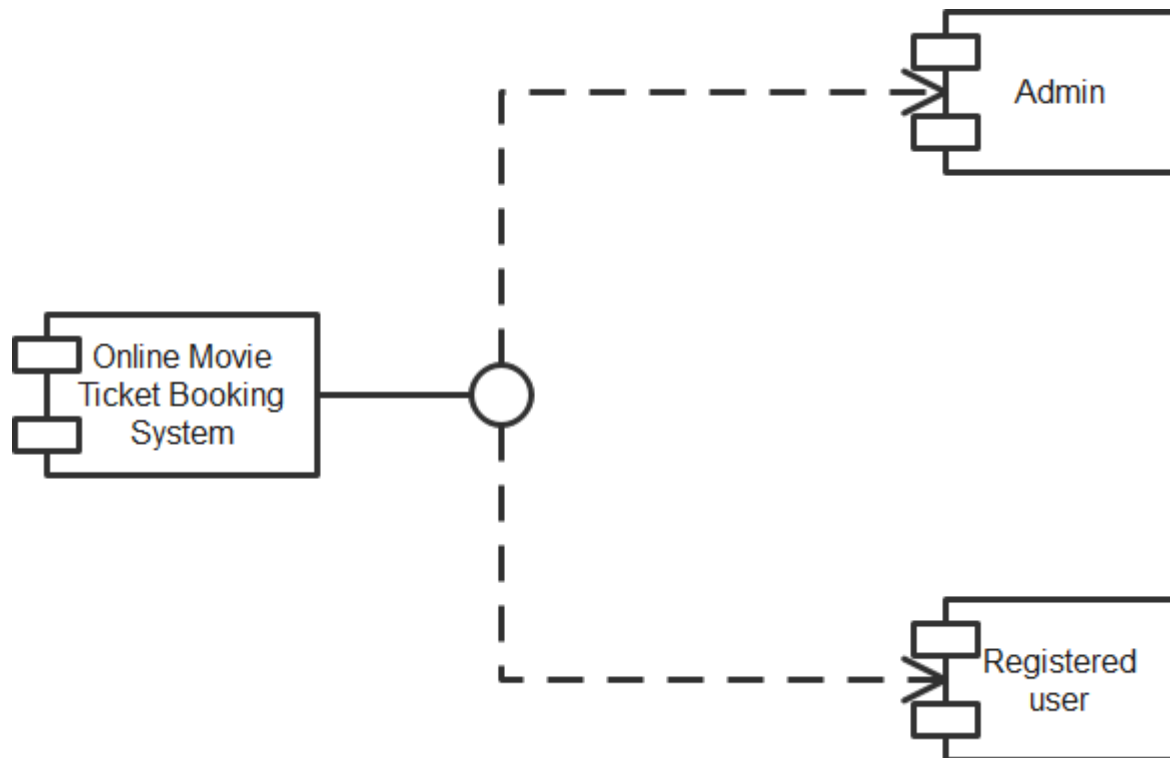 Admin
Online Movie
Ticket Booking
System
Registered
user